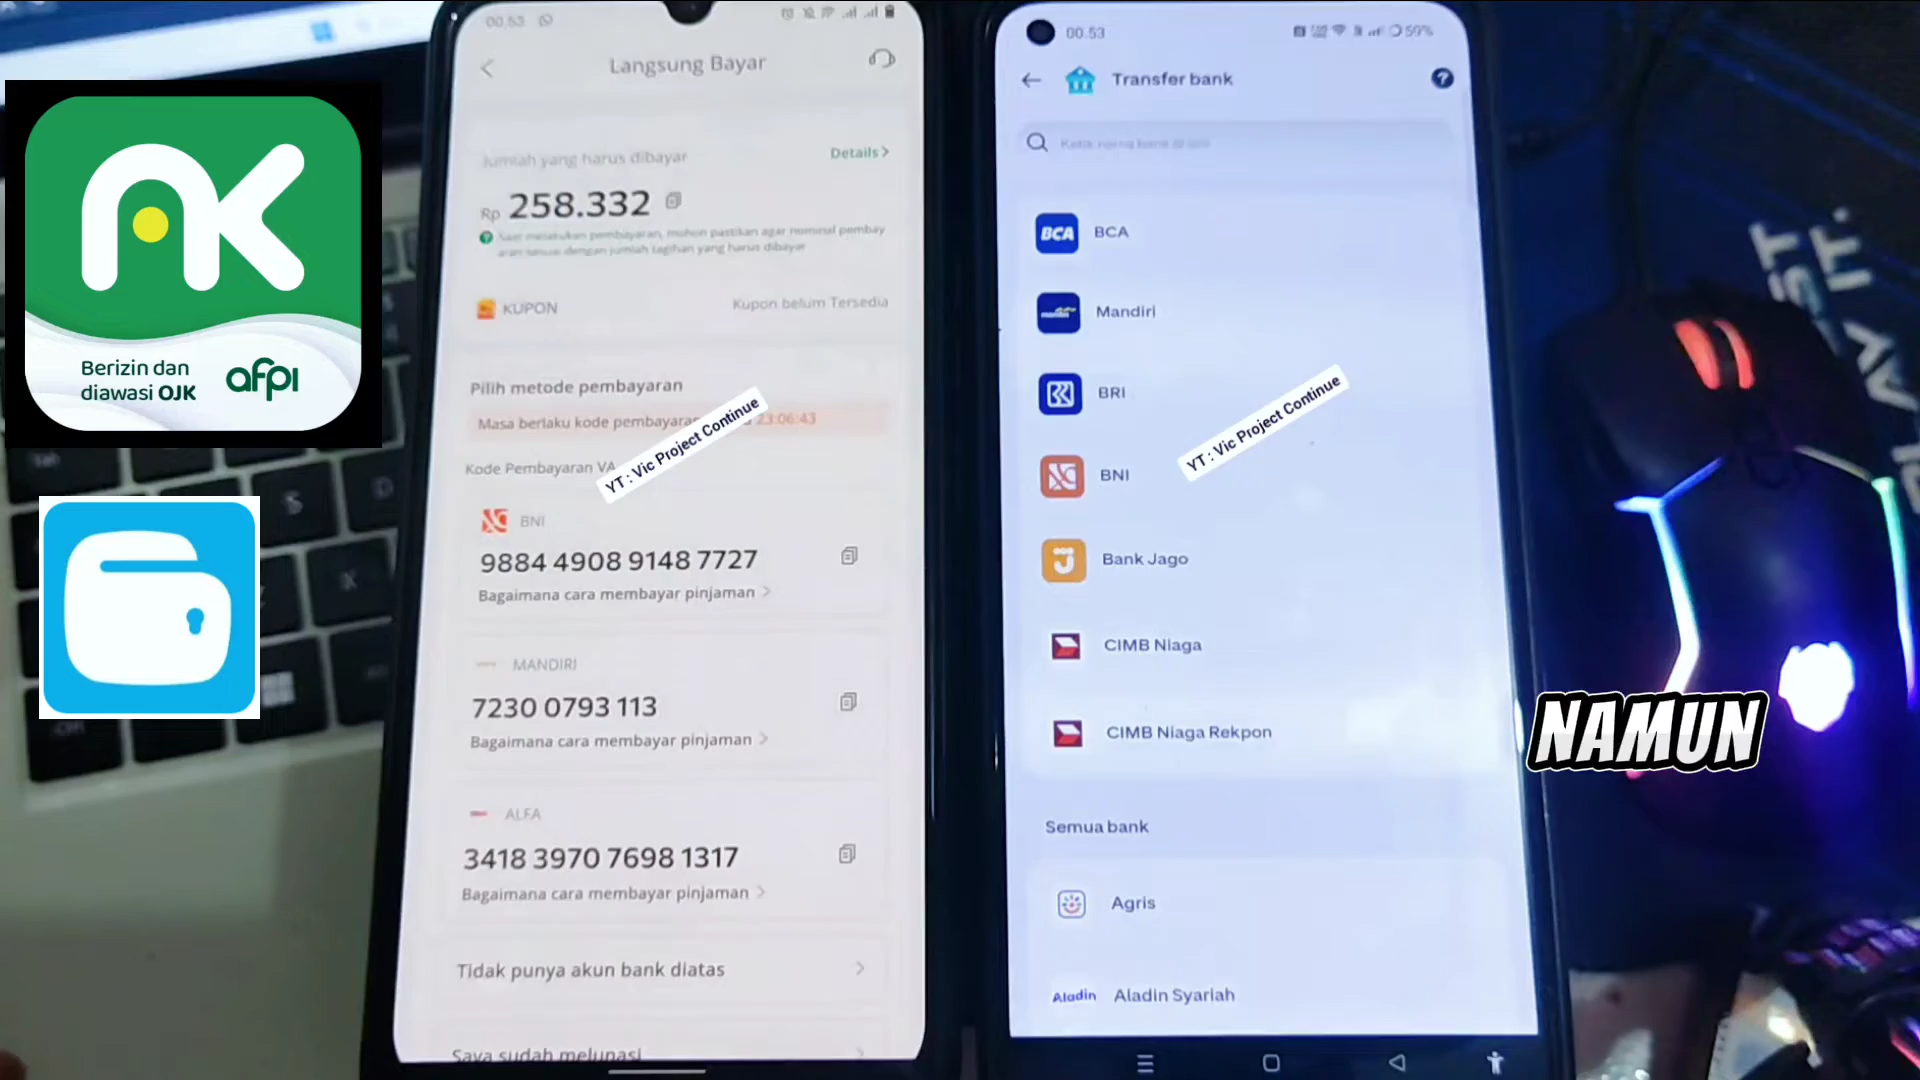 AK
Berizin dan
diawasi OJK
afpi
00.53
Langsung Bayar
Jumlah yang harus dibayar
Details >
Rp 258.332
Saat melakukan pembayaran, mohon pastikan agar nominal pembay
aran sesuai dengan jumlah tagihan yang harus dibayar
KUPON
Kupon belum Tersedia
Pilih metode pembayaran
Masa berlaku kode pembayaran
23:06:43
Kode Pembayaran VA
YT : Vic Project Continue
BNI
9884 4908 9148 7727
Bagaimana cara membayar pinjaman >
MANDIRI
7230 0793 113
Bagaimana cara membayar pinjaman >
ALFA
3418 3970 7698 1317
Bagaimana cara membayar pinjaman >
Tidak punya akun bank diatas >
Saya sudah melunasi >
00.53
50%
Transfer bank
?
BCA BCA
Mandiri
BRI
YT : Vic Project Continue
BNI
Bank Jago
CIMB Niaga
CIMB Niaga Rekpon
Semua bank
Agris
Aladin Aladin Syariah
NAMUN
S
D
X